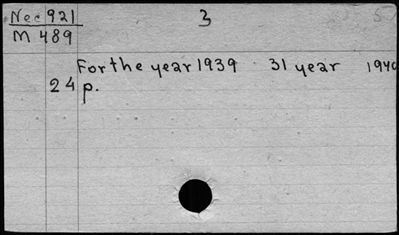 Nec 921
M 489
3
For the year 1939 31 year 1940
24 p.